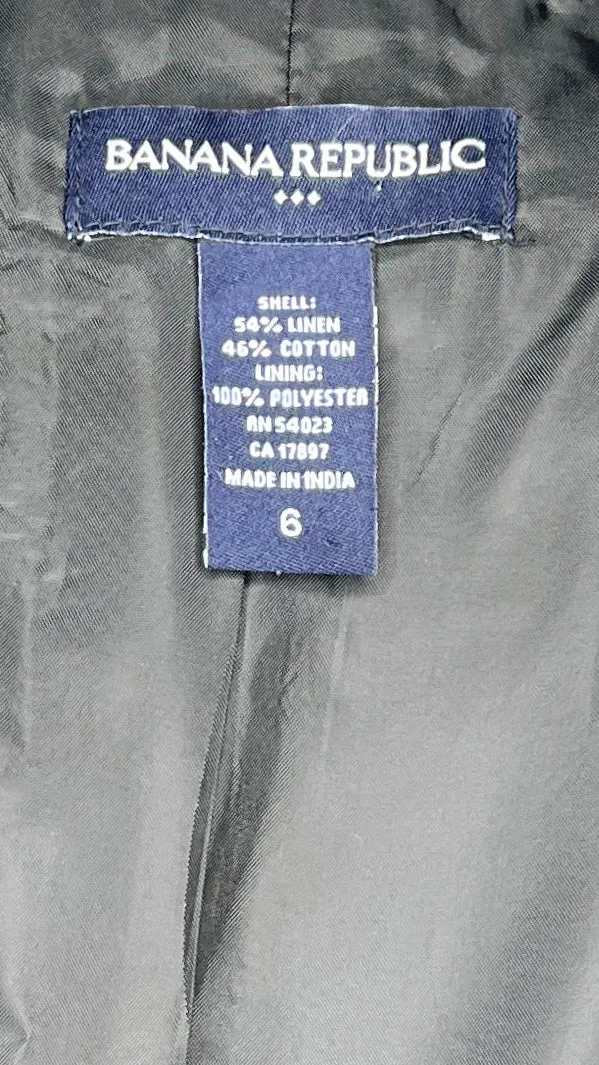 BANANA REPUBLIC
SHELL:
54% LINEN
46% COTTON
LINING:
100% POLYESTER
RN 54023
CA 17897
MADE IN INDIA
6